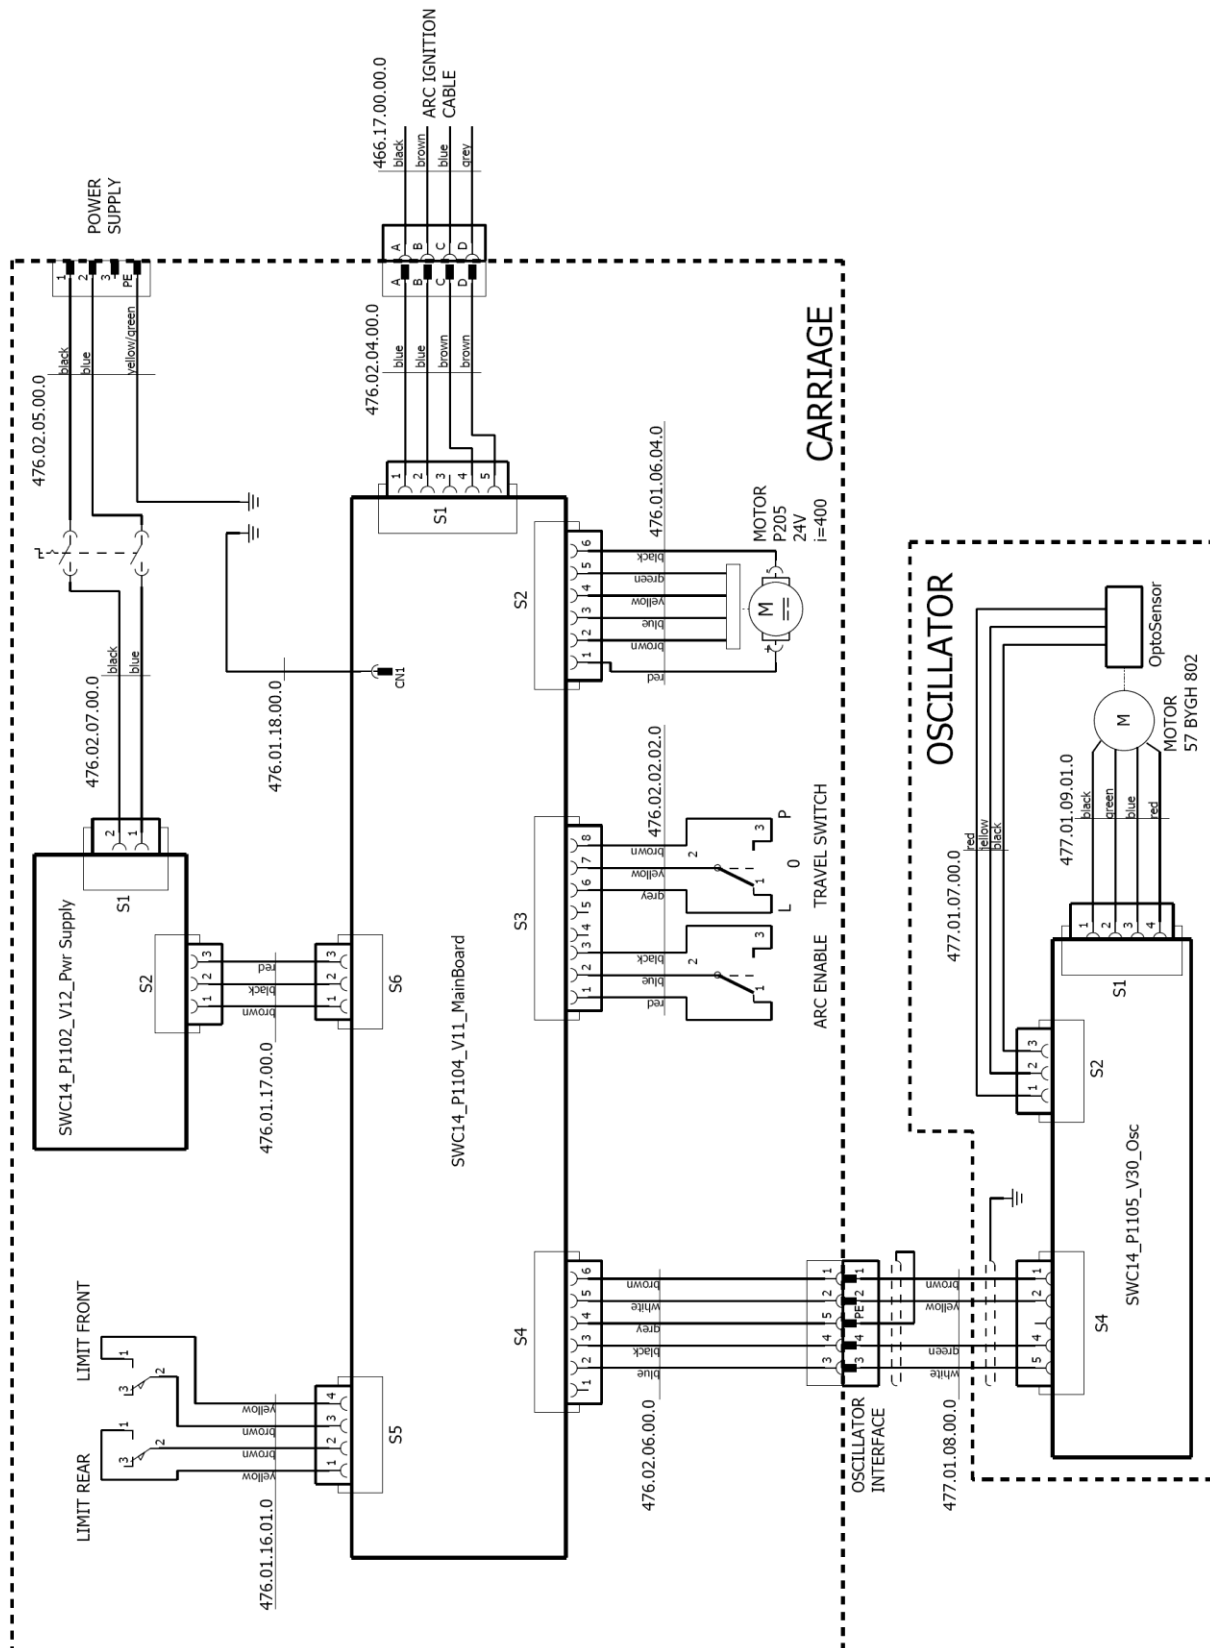 LIMIT REAR
LIMIT FRONT
3
1
2
3
1
2
476.01.16.01.0
yellow
brown
brown
yellow
1
2
3
4
S5
SWC14_P1102_V12_Pwr Supply
S2
1
2
3
S1
1
2
brown
black
red
476.01.17.00.0
1
2
3
S6
476.02.07.00.0
black
blue
476.02.05.00.0
black
blue
yellow/green
1
2
3
PE
POWER
SUPPLY
476.01.18.00.0
CN1
SWC14_P1104_V11_MainBoard
S1
1
2
3
4
5
476.02.04.00.0
blue
blue
brown
brown
A
B
C
D
A
B
C
D
466.17.00.00.0
black
brown
blue
grey
ARC IGNITION
CABLE
S4
1
2
3
4
5
6
blue
black
grey
white
brown
476.02.06.00.0
S3
1
2
3
4
5
6
7
8
red
blue
black
grey
yellow
brown
476.02.02.02.0
1
2
3
1
2
3
L
0
P
ARC ENABLE
TRAVEL SWITCH
S2
1
2
3
4
5
6
red
brown
blue
yellow
green
black
476.01.06.04.0
+
-
M
MOTOR
P205
24V
i=400
CARRIAGE
3
4
5
2
1
3
4
PE
2
1
OSCILLATOR
INTERFACE
477.01.08.00.0
white
green
yellow
brown
5
4
2
1
S4
SWC14_P1105_V30_Osc
S2
1
2
3
477.01.07.00.0
red
yellow
black
S1
1
2
3
4
477.01.09.01.0
black
green
blue
red
M
MOTOR
57 BYGH 802
OptoSensor
OSCILLATOR